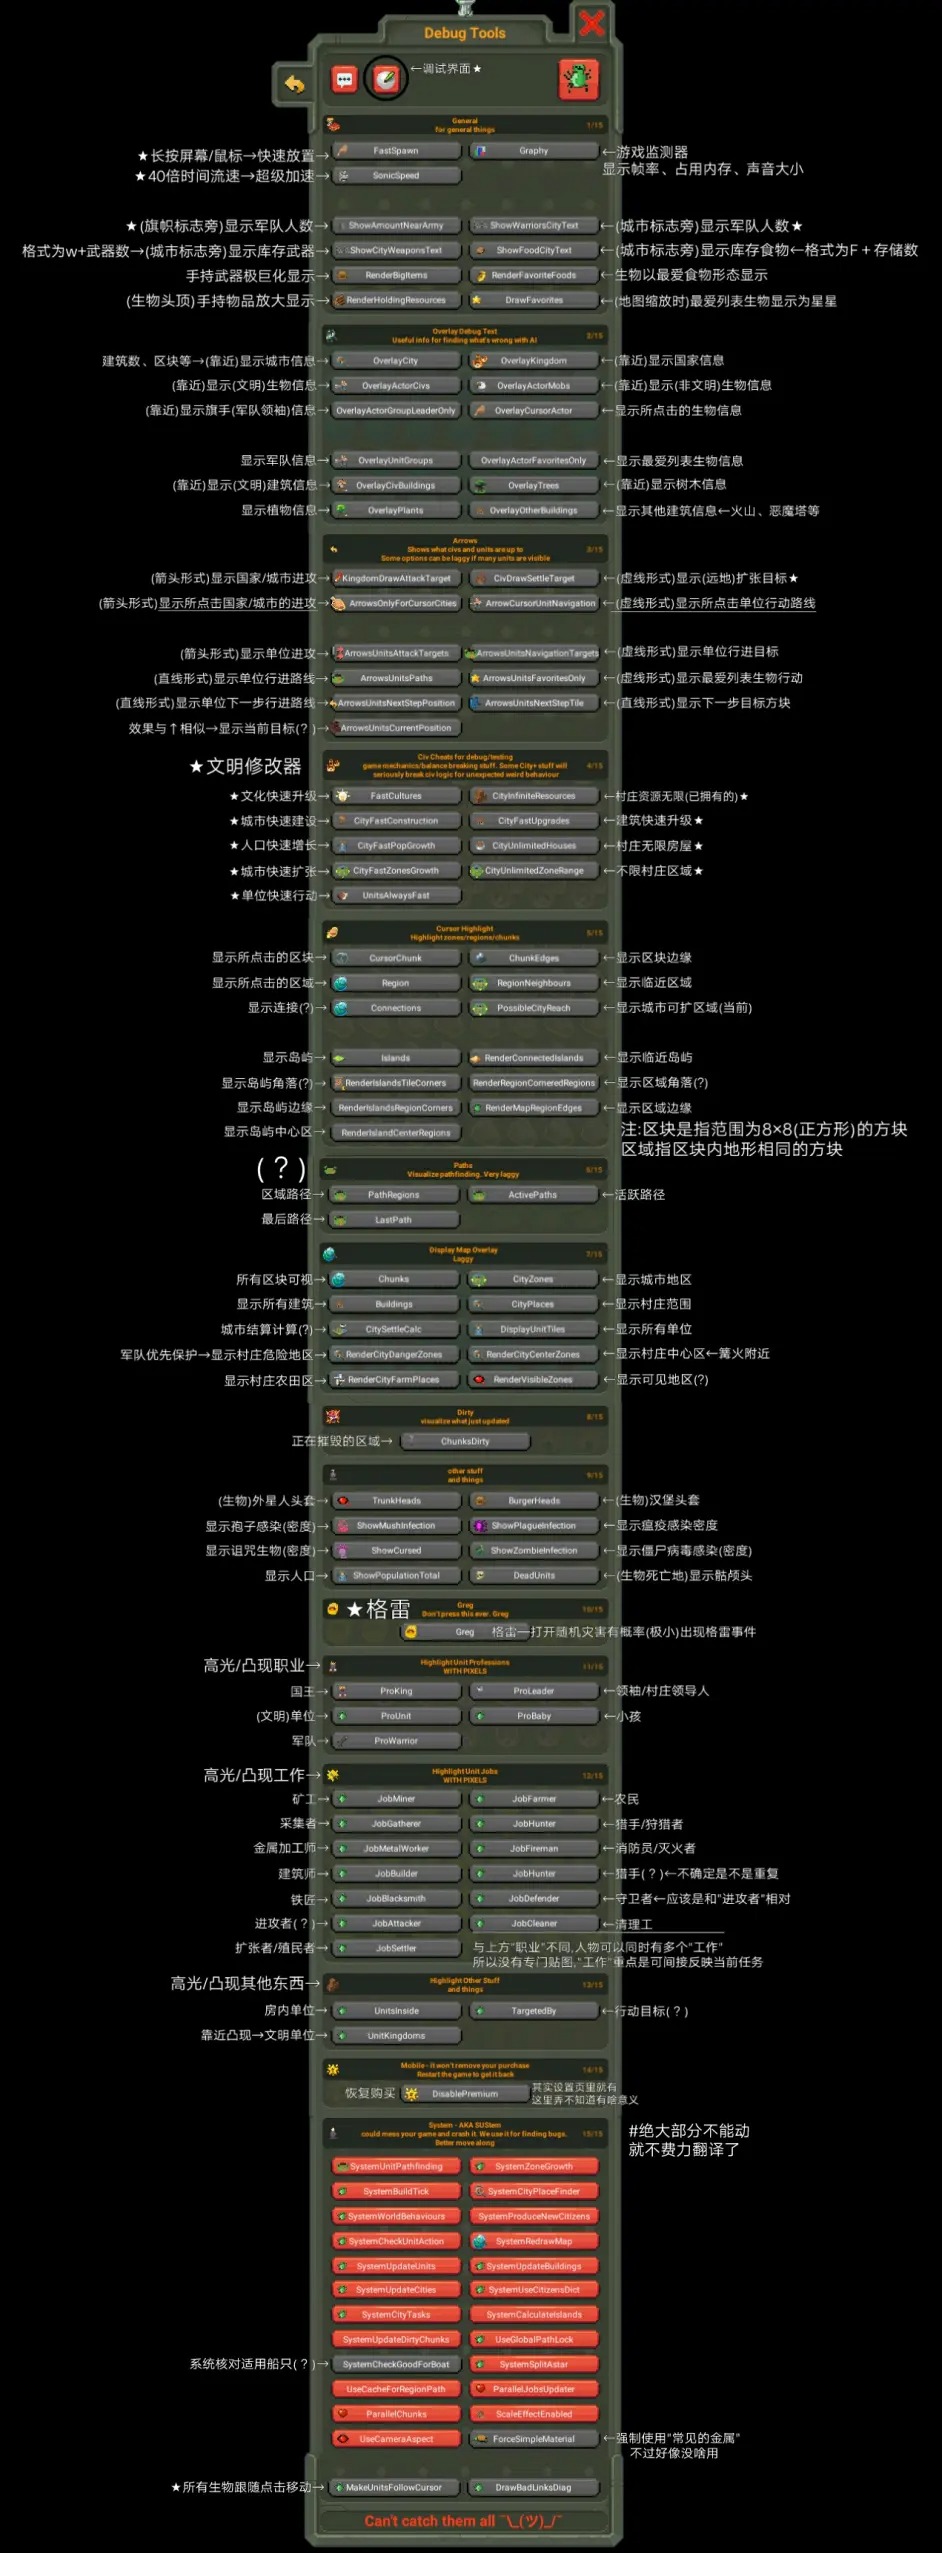 Debug Tools
←调试界面★
General
For general things
1/15
★长按屏幕/鼠标→快速放置→
FastSpawn
Graphy
←游戏监测器
显示帧率、占用内存、声音大小
★40倍时间流速→超级加速→
SonicSpeed
★(旗帜标志旁)显示军队人数→
ShowAmountNearArmy
ShowWarriorsCityText
←(城市标志旁)显示军队人数★
格式为w+武器数→(城市标志旁)显示库存武器→
ShowCityWeaponsText
ShowFoodCityText
←(城市标志旁)显示库存食物←格式为F + 存储数
手持武器极巨化显示→
RenderBigItems
RenderFavoriteFoods
←生物以最爱食物形态显示
(生物头顶)手持物品放大显示→
RenderHoldingResources
DrawFavorites
←(地图缩放时)最爱列表生物显示为星星
Overlay Debug Text
Useful info for finding what's wrong with AI
2/15
建筑数、区块等→(靠近)显示城市信息→
OverlayCity
OverlayKingdom
←(靠近)显示国家信息
(靠近)显示(文明)生物信息→
OverlayActorCivs
OverlayActorMobs
←(靠近)显示(非文明)生物信息
(靠近)显示旗手(军队领袖)信息
OverlayActorGroupLeaderOnly
OverlayCursorActor
←显示所点击的生物信息
显示军队信息→
OverlayUnitGroups
OverlayActorFavoritesOnly
←显示最爱列表生物信息
(靠近)显示(文明)建筑信息→
OverlayCivBuildings
OverlayTrees
←(靠近)显示树木信息
显示植物信息→
OverlayPlants
OverlayOtherBuildings
←显示其他建筑信息←火山、恶魔塔等
Arrows
Shows what civs and units are up to
Some options can be laggy if many units are visible
3/15
(箭头形式)显示国家/城市进攻→
KingdomDrawAttackTarget
CivDrawSettleTarget
←(虚线形式)显示(远地)扩张目标★
(箭头形式)显示所点击国家/城市的进攻→
ArrowsOnlyForCursorCities
ArrowCursorUnitNavigation
←(虚线形式)显示所点击单位行动路线
(箭头形式)显示单位进攻→
ArrowsUnitsAttackTargets
ArrowsUnitsNavigationTargets
←(虚线形式)显示单位行进目标
(直线形式)显示单位行进路线→
ArrowsUnitsPaths
ArrowsUnitsFavoritesOnly
←(虚线形式)显示最爱列表生物行动
(直线形式)显示单位下一步行进路线→
ArrowsUnitsNextStepPosition
ArrowsUnitsNextStepTile
←(直线形式)显示下一步目标方块
效果与↑相似→显示当前目标(?)→
ArrowsUnitsCurrentPosition
★文明修改器
Civ Cheats for debug/testing
game mechanics/balance breaking stuff. Some City+ stuff will
seriously break civ logic for unexpected weird behaviour
4/15
★文化快速升级→
FastCultures
CityInfiniteResources
←村庄资源无限(已拥有的)★
★城市快速建设→
CityFastConstruction
CityFastUpgrades
←建筑快速升级★
★人口快速增长→
CityFastPopGrowth
CityUnlimitedHouses
←村庄无限房屋★
★城市快速扩张→
CityFastZonesGrowth
CityUnlimitedZoneRange
←不限村庄区域★
★单位快速行动→
UnitsAlwaysFast
Cursor Highlight
Highlight zones/regions/chunks
5/15
显示所点击的区块→
CursorChunk
ChunkEdges
←显示区块边缘
显示所点击的区域→
Region
RegionNeighbours
←显示临近区域
显示连接(?)→
Connections
PossibleCityReach
←显示城市可扩区域(当前)
显示岛屿→
Islands
RenderConnectedIslands
←显示临近岛屿
显示岛屿角落(?)→
RenderIslandsTileCorners
RenderRegionCorneredRegions
←显示区域角落(?)
显示岛屿边缘→
RenderIslandsRegionCorners
RenderMapRegionEdges
←显示区域边缘
显示岛屿中心区→
RenderIslandCenterRegions
注:区块是指范围为8×8(正方形)的方块
区域指区块内地形相同的方块
(?)
Paths
Visualize pathfinding. Very laggy
6/15
区域路径→
PathRegions
ActivePaths
←活跃路径
最后路径→
LastPath
Display Map Overlay
Laggy
7/15
所有区块可视→
Chunks
CityZones
←显示城市地区
显示所有建筑→
Buildings
CityPlaces
←显示村庄范围
城市结算计算(?)→
CitySettleCalc
DisplayUnitTiles
←显示所有单位
军队优先保护→显示村庄危险地区→
RenderCityDangerZones
RenderCityCenterZones
←显示村庄中心区←篝火附近
显示村庄农田区→
RenderCityFarmPlaces
RenderVisibleZones
←显示可见地区(?)
Dirty
visualize what just updated
8/15
正在摧毁的区域→
ChunksDirty
other stuff
and things
9/15
(生物)外星人头套→
TrunkHeads
BurgerHeads
←(生物)汉堡头套
显示孢子感染(密度)→
ShowMushInfection
ShowPlagueInfection
←显示瘟疫感染密度
显示诅咒生物(密度)→
ShowCursed
ShowZombieInfection
←显示僵尸病毒感染(密度)
显示人口→
ShowPopulationTotal
DeadUnits
←(生物死亡地)显示骷颅头
★格雷
Greg
Don't press this ever. Greg
10/15
Greg
格雷—打开随机灾害有概率(极小)出现格雷事件
高光/凸现职业→
Highlight Unit Professions
WITH PIXELS
11/15
国王→
ProKing
ProLeader
←领袖/村庄领导人
(文明)单位→
ProUnit
ProBaby
←小孩
军队→
ProWarrior
高光/凸现工作→
Highlight Unit Jobs
WITH PIXELS
12/15
矿工→
JobMiner
JobFarmer
←农民
采集者→
JobGatherer
JobHunter
←猎手/狩猎者
金属加工师→
JobMetalWorker
JobFireman
←消防员/灭火者
建筑师→
JobBuilder
JobHunter
←猎手(?)←不确定是不是重复
铁匠→
JobBlacksmith
JobDefender
←守卫者←应该是和"进攻者"相对
进攻者(?)→
JobAttacker
JobCleaner
←清理工
扩张者/殖民者→
JobSettler
与上方"职业"不同,人物可以同时有多个"工作"
所以没有专门贴图,"工作"重点是可间接反映当前任务
高光/凸现其他东西→
Highlight Other Stuff
and things
13/15
房内单位→
UnitsInside
TargetedBy
←行动目标(?)
靠近凸现→文明单位→
UnitKingdoms
Mobile - it won't remove your purchase
Restart the game to get it back
14/15
恢复购买
DisablePremium
其实设置页里就有
这里弄不知道有啥意义
System - AKA SUStem
could mess your game and crash it. We use it for finding bugs.
Better move along
15/15
#绝大部分不能动
就不费力翻译了
SystemUnitPathfinding
SystemZoneGrowth
SystemBuildTick
SystemCityPlaceFinder
SystemWorldBehaviours
SystemProduceNewCitizens
SystemCheckUnitAction
SystemRedrawMap
SystemUpdateUnits
SystemUpdateBuildings
SystemUpdateCities
SystemUseCitizensDict
SystemCityTasks
SystemCalculateIslands
SystemUpdateDirtyChunks
UseGlobalPathLock
系统核对适用船只(?)→
SystemCheckGoodForBoat
SystemSplitAstar
UseCacheForRegionPath
ParallelJobsUpdater
ParallelChunks
ScaleEffectEnabled
UseCameraAspect
ForceSimpleMaterial
←强制使用"常见的金属"
不过好像没啥用
★所有生物跟随点击移动→
MakeUnitsFollowCursor
DrawBadLinksDiag
Can't catch them all ¯\_(ツ)_/¯